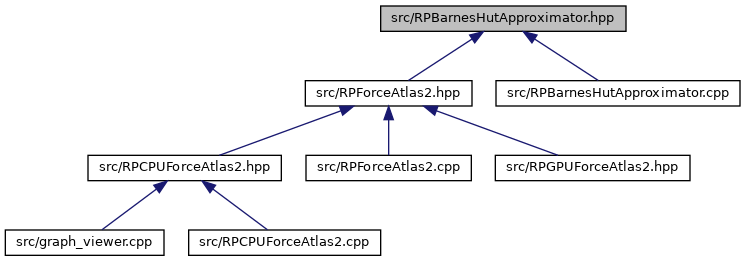 src/RPBarnesHutApproximator.hpp
src/RPForceAtlas2.hpp
src/RPBarnesHutApproximator.cpp
src/RPCPUForceAtlas2.hpp
src/RPForceAtlas2.cpp
src/RPGPUForceAtlas2.hpp
src/graph_viewer.cpp
src/RPCPUForceAtlas2.cpp